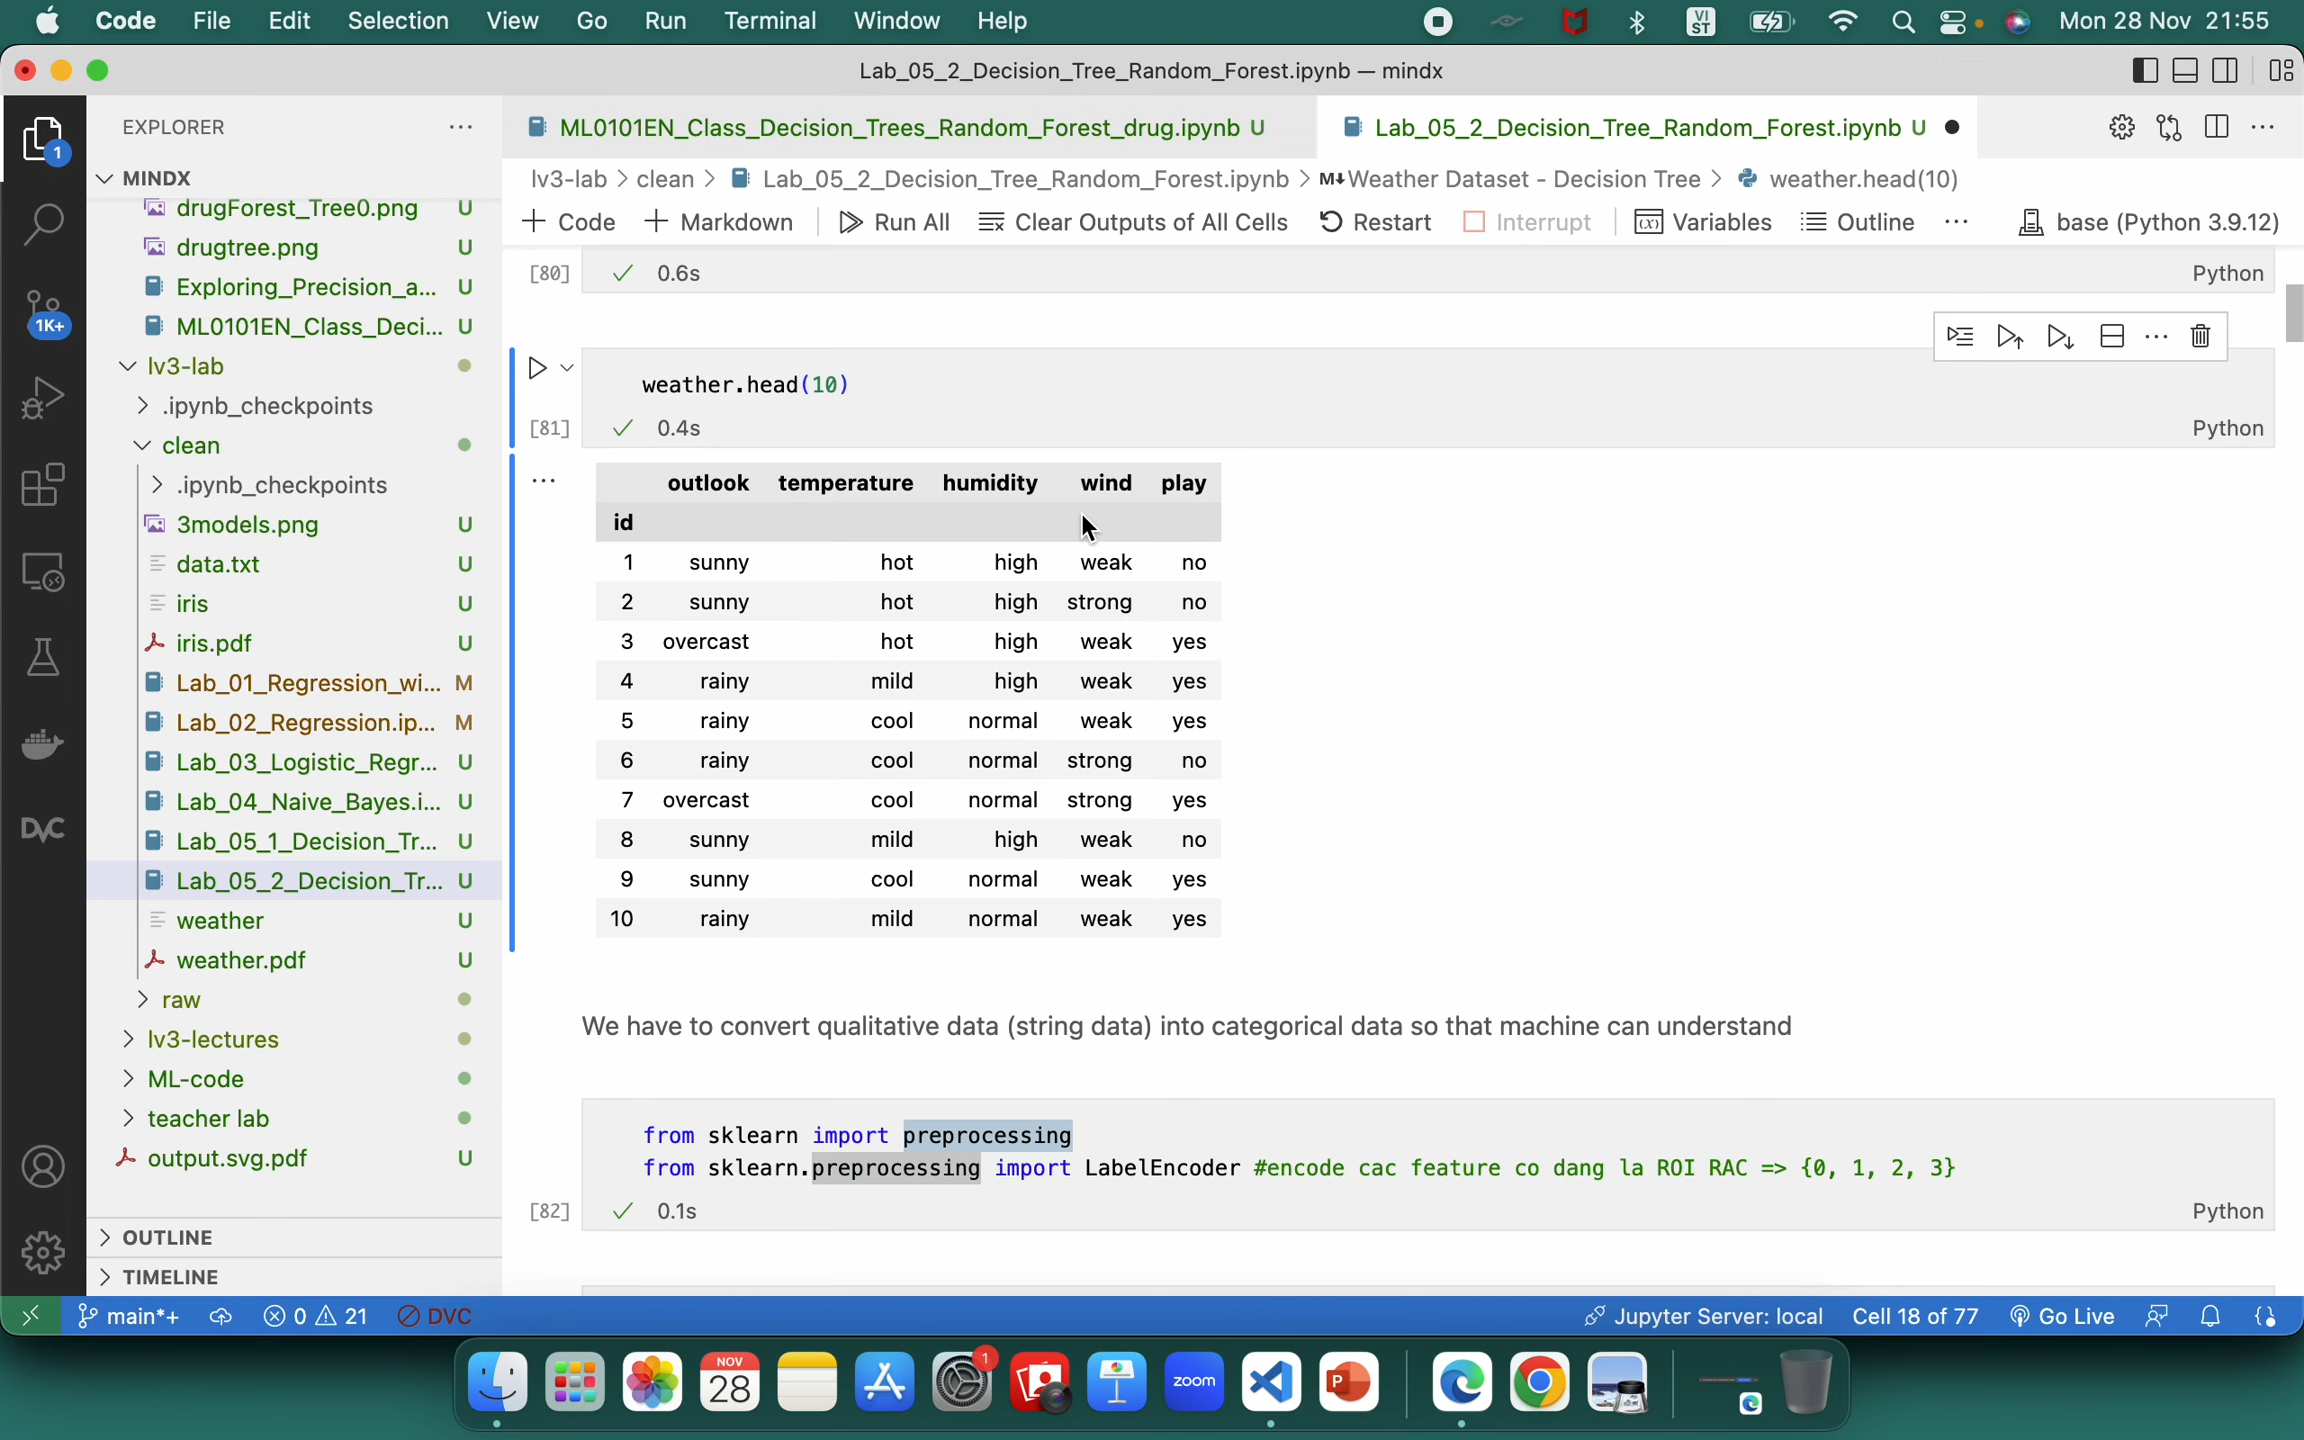 Code File Edit Selection View Go Run Terminal Window Help VI ST Mon 28 Nov 21:55
Lab_05_2_Decision_Tree_Random_Forest.ipynb — mindx
EXPLORER
ML0101EN_Class_Decision_Trees_Random_Forest_drug.ipynb U
Lab_05_2_Decision_Tree_Random_Forest.ipynb U
MINDX
lv3-lab > clean > Lab_05_2_Decision_Tree_Random_Forest.ipynb > M↓Weather Dataset - Decision Tree > weather.head(10)
Code Markdown Run All Clear Outputs of All Cells Restart Interrupt Variables Outline ... base (Python 3.9.12)
1
1K+
DVC
drugForest_Tree0.png U
drugtree.png U
Exploring_Precision_a... U
ML0101EN_Class_Deci... U
lv3-lab
.ipynb_checkpoints
clean
.ipynb_checkpoints
3models.png U
data.txt U
iris U
iris.pdf U
Lab_01_Regression_wi... M
Lab_02_Regression.ip... M
Lab_03_Logistic_Regr... U
Lab_04_Naive_Bayes.i... U
Lab_05_1_Decision_Tr... U
Lab_05_2_Decision_Tr... U
weather U
weather.pdf U
raw
lv3-lectures
ML-code
teacher lab
output.svg.pdf U
OUTLINE
TIMELINE
[80] 0.6s Python
weather.head(10)
[81] 0.4s Python
outlook temperature humidity wind play
id
1 sunny hot high weak no
2 sunny hot high strong no
3 overcast hot high weak yes
4 rainy mild high weak yes
5 rainy cool normal weak yes
6 rainy cool normal strong no
7 overcast cool normal strong yes
8 sunny mild high weak no
9 sunny cool normal weak yes
10 rainy mild normal weak yes
We have to convert qualitative data (string data) into categorical data so that machine can understand
from sklearn import preprocessing
from sklearn.preprocessing import LabelEncoder #encode cac feature co dang la ROI RAC => {0, 1, 2, 3}
[82] 0.1s Python
main*+ 0 21 DVC Jupyter Server: local Cell 18 of 77 Go Live
NOV
28
1
zoom
P